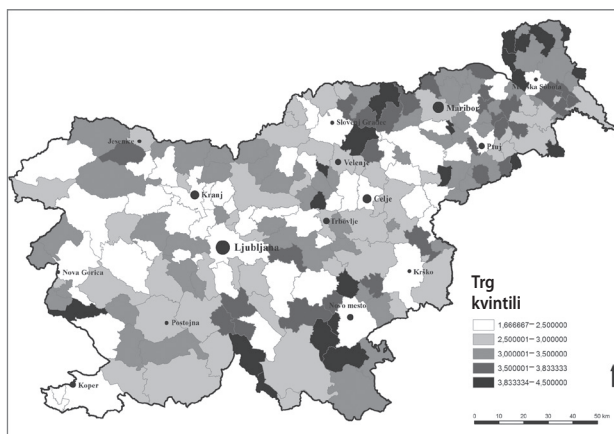 Murska Sobota
Maribor
Slovenj Gradec
Jesenice
Ptuj
Velenje
Kranj
Celje
Trbovlje
Ljubljana
Nova Gorica
Krško
Novo mesto
Postojna
Koper
Trg
kvintili
1,666667– 2,500000
2,500001– 3,000000
3,000001– 3,500000
3,500001– 3,833333
3,833334– 4,500000
0 10 20 30 40 50 km